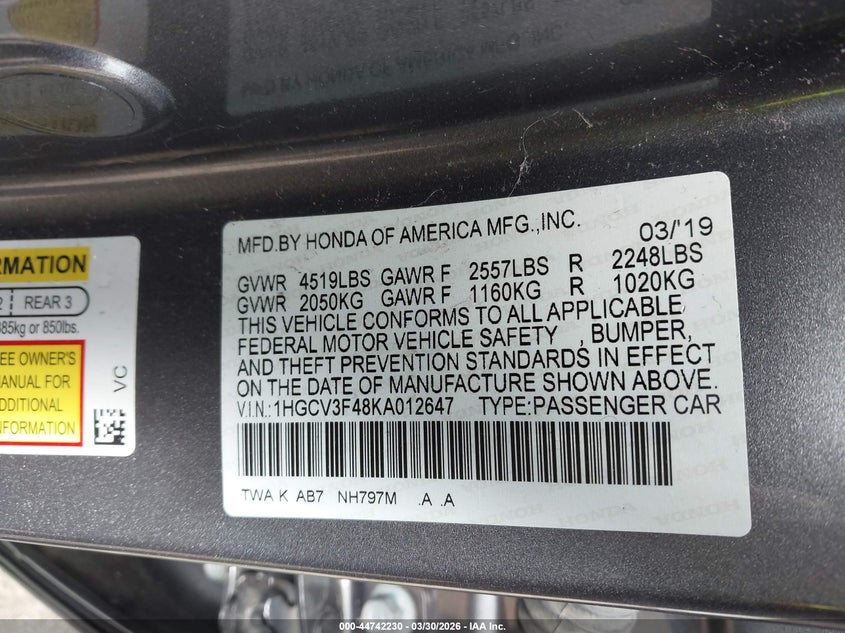 MFD.BY HONDA OF AMERICA MFG.,INC. 03/'19
GVWR 4519LBS GAWR F 2557LBS R 2248LBS
GVWR 2050KG GAWR F 1160KG R 1020KG
THIS VEHICLE CONFORMS TO ALL APPLICABLE
FEDERAL MOTOR VEHICLE SAFETY , BUMPER,
AND THEFT PREVENTION STANDARDS IN EFFECT
ON THE DATE OF MANUFACTURE SHOWN ABOVE.
V.I.N.:1HGCV3F48KA012647 TYPE:PASSENGER CAR
TWA K AB7 NH797M .A .A
REAR 3
385kg or 850lbs.
OWNER'S
MANUAL FOR
ADDITIONAL
INFORMATION
VC
000-44742230 - 03/30/2026 - IAA Inc.